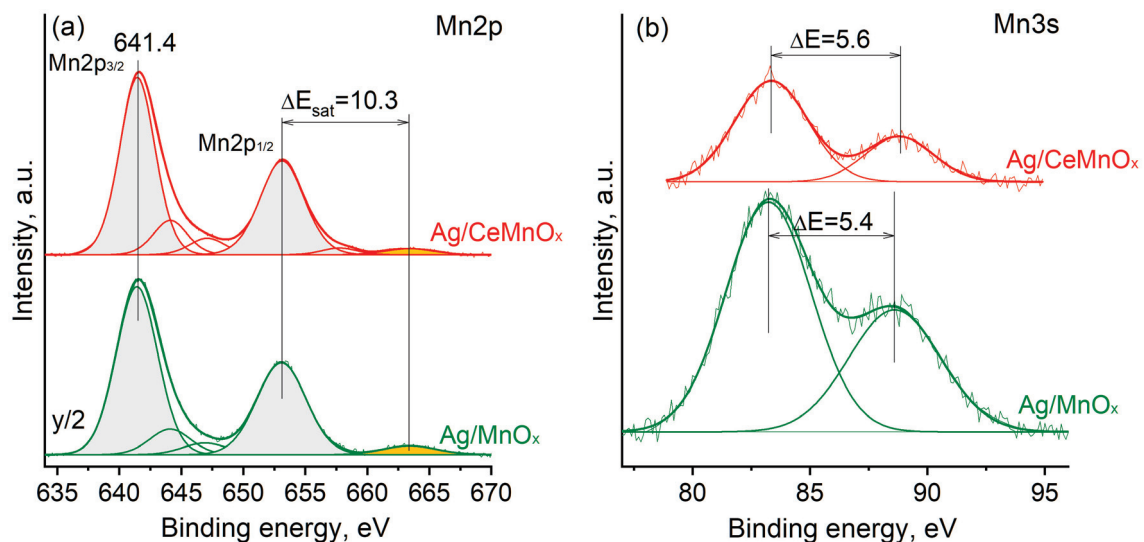 (a)
Mn2p
641.4
Mn2p3/2
ΔEsat=10.3
Mn2p1/2
Ag/CeMnOx
y/2
Ag/MnOx
Intensity, a.u.
635 640 645 650 655 660 665 670
Binding energy, eV
(b)
Mn3s
ΔE=5.6
Ag/CeMnOx
ΔE=5.4
Ag/MnOx
Intensity, a.u.
80 85 90 95
Binding energy, eV